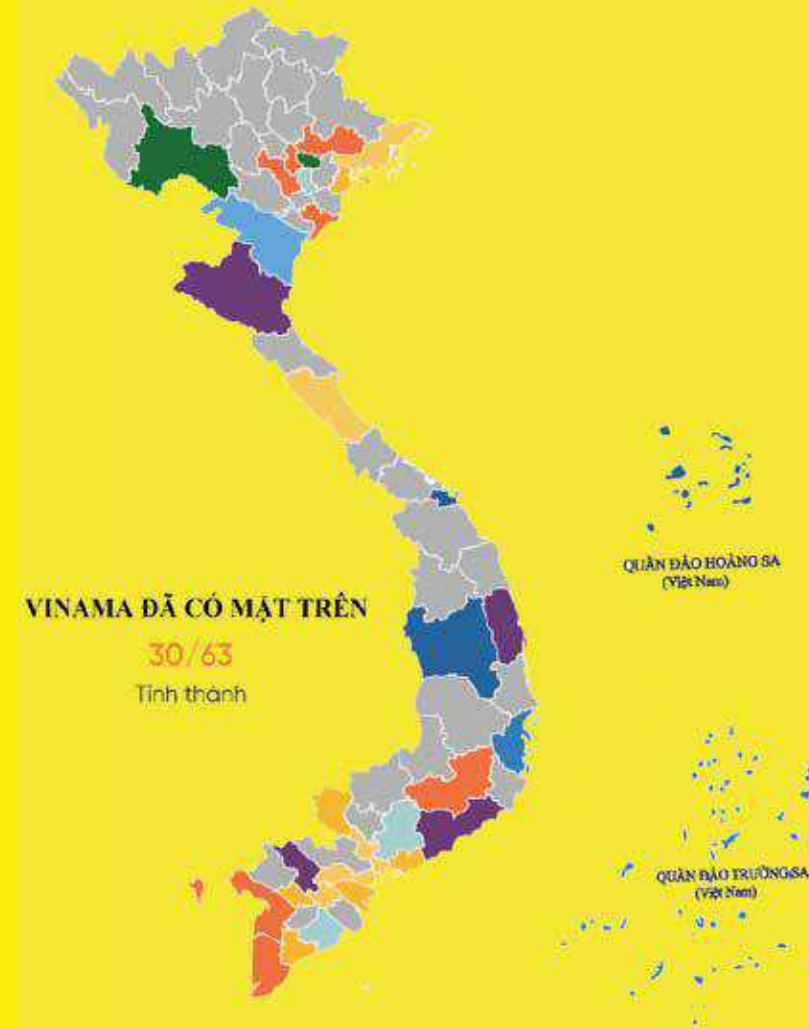 QUẦN ĐẢO HOÀNG SA
(Việt Nam)
VINAMA ĐÃ CÓ MẶT TRÊN
30/63
Tỉnh thành
QUẦN ĐẢO TRƯỜNG SA
(Việt Nam)